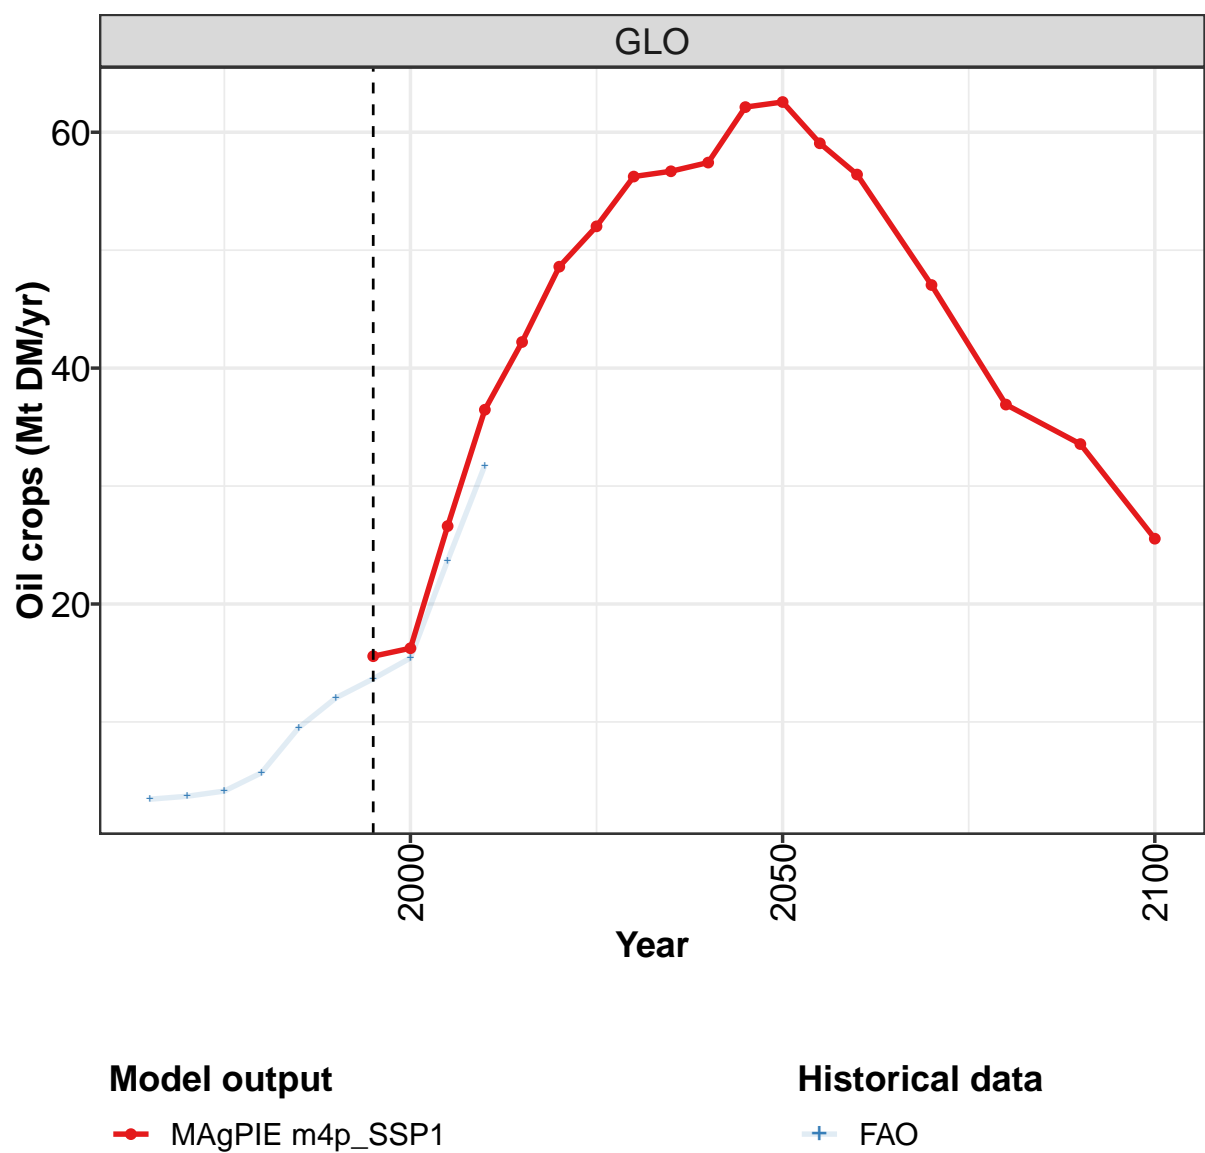 GLO
Oil crops (Mt DM/yr)
60
40
20
2000
2050
2100
Year
Model output
Historical data
MAgPIE m4p_SSP1
FAO